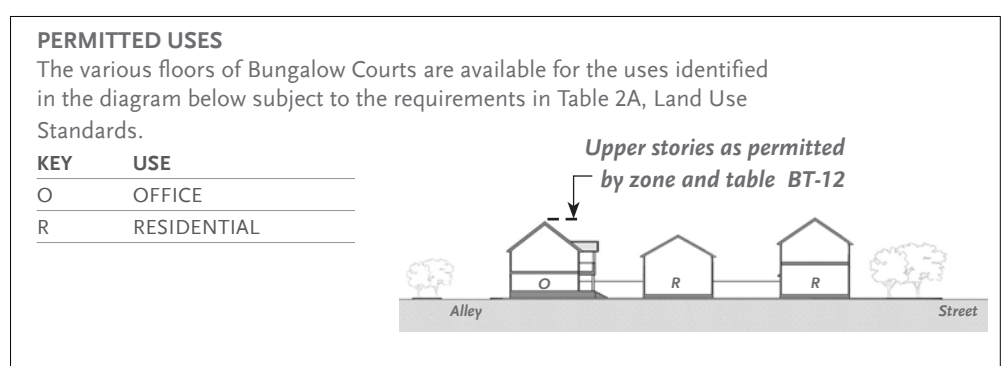 PERMITTED USES
The various floors of Bungalow Courts are available for the uses identified
in the diagram below subject to the requirements in Table 2A, Land Use
Standards.
KEY USE
O OFFICE
R RESIDENTIAL
Upper stories as permitted
by zone and table BT-12
O R R
Alley Street